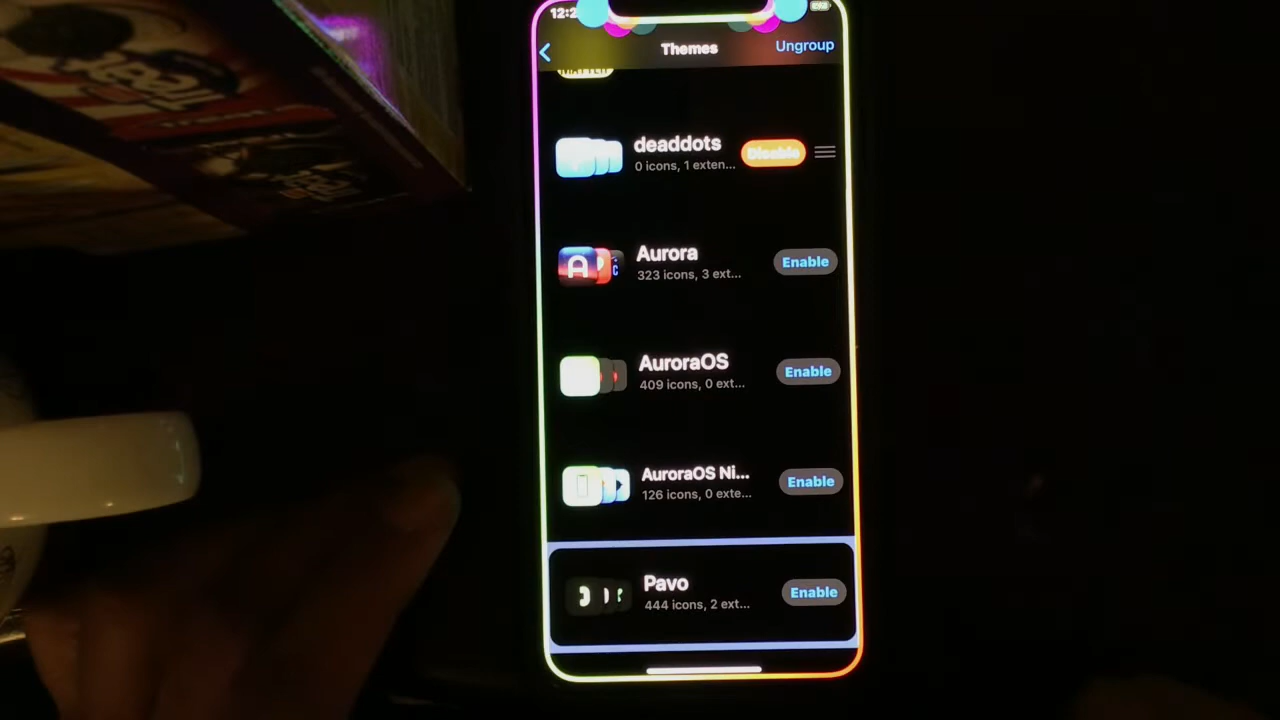 Themes
Ungroup
deaddots
Disable
0 icons, 1 exten...
A
Aurora
Enable
323 icons, 3 ext...
AuroraOS
Enable
409 icons, 0 ext...
AuroraOS Ni...
Enable
126 icons, 0 exte...
Pavo
Enable
444 icons, 2 ext...